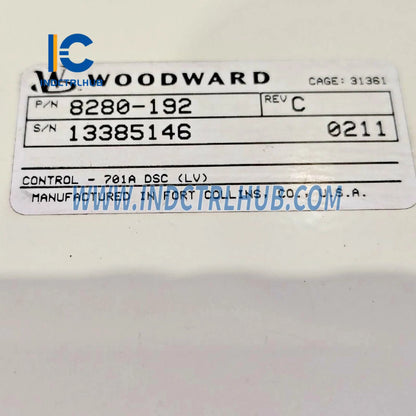 IC
INDCTRLHUB
WOODWARD CAGE: 31361
P/N 8280-192 REV C
S/N 13385146 0211
CONTROL - 701A DSC (LV)
WWW.INDCTRLHUB.COM
MANUFACTURED IN FORT COLLINS, CO., U.S.A.